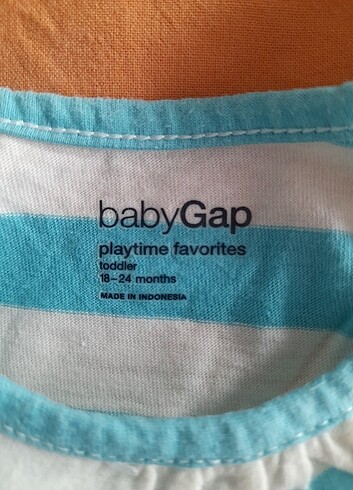 babyGap
playtime favorites
toddler
18–24 months
MADE IN INDONESIA